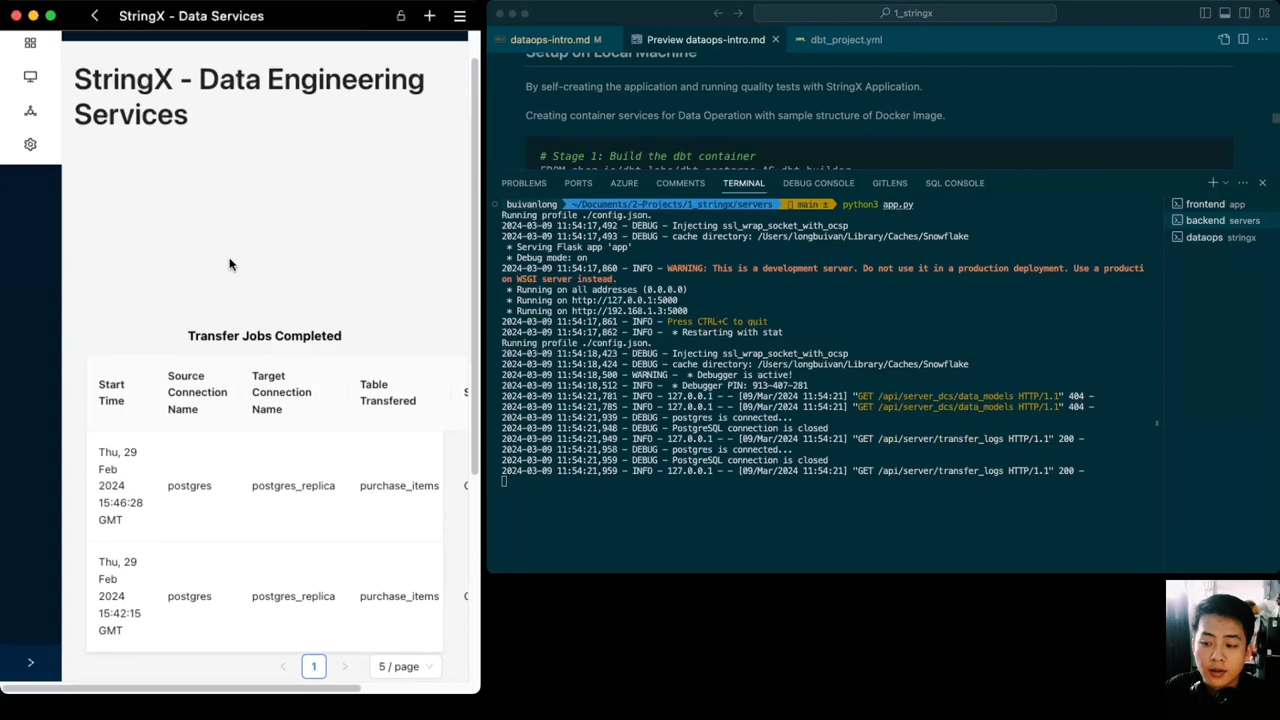 StringX - Data Services
StringX - Data Engineering
Services
Transfer Jobs Completed
Start
Time
Source
Connection
Name
Target
Connection
Name
Table
Transfered
Thu, 29
Feb
2024
15:46:28
GMT
postgres
postgres_replica
purchase_items
Thu, 29
Feb
2024
15:42:15
GMT
postgres
postgres_replica
purchase_items
1
5 / page
1_stringx
dataops-intro.md M
Preview dataops-intro.md
dbt_project.yml
Setup on Local Machine
By self-creating the application and running quality tests with StringX Application.
Creating container services for Data Operation with sample structure of Docker Image.
# Stage 1: Build the dbt container
PROBLEMS PORTS AZURE COMMENTS TERMINAL DEBUG CONSOLE GITLENS SQL CONSOLE
buivanlong ~/Documents/2-Projects/1_stringx/servers main ± python3 app.py
Running profile ./config.json.
2024-03-09 11:54:17,492 - DEBUG - Injecting ssl_wrap_socket_with_ocsp
2024-03-09 11:54:17,493 - DEBUG - cache directory: /Users/longbuivan/Library/Caches/Snowflake
* Serving Flask app 'app'
* Debug mode: on
2024-03-09 11:54:17,860 - INFO - WARNING: This is a development server. Do not use it in a production deployment. Use a producti
on WSGI server instead.
* Running on all addresses (0.0.0.0)
* Running on http://127.0.0.1:5000
* Running on http://192.168.1.3:5000
2024-03-09 11:54:17,861 - INFO - Press CTRL+C to quit
2024-03-09 11:54:17,862 - INFO - * Restarting with stat
Running profile ./config.json.
2024-03-09 11:54:18,423 - DEBUG - Injecting ssl_wrap_socket_with_ocsp
2024-03-09 11:54:18,424 - DEBUG - cache directory: /Users/longbuivan/Library/Caches/Snowflake
2024-03-09 11:54:18,500 - WARNING - * Debugger is active!
2024-03-09 11:54:18,512 - INFO - * Debugger PIN: 913-407-281
2024-03-09 11:54:21,781 - INFO - 127.0.0.1 - - [09/Mar/2024 11:54:21] "GET /api/server_dcs/data_models HTTP/1.1" 404 -
2024-03-09 11:54:21,785 - INFO - 127.0.0.1 - - [09/Mar/2024 11:54:21] "GET /api/server_dcs/data_models HTTP/1.1" 404 -
2024-03-09 11:54:21,939 - DEBUG - postgres is connected...
2024-03-09 11:54:21,948 - DEBUG - PostgreSQL connection is closed
2024-03-09 11:54:21,949 - INFO - 127.0.0.1 - - [09/Mar/2024 11:54:21] "GET /api/server/transfer_logs HTTP/1.1" 200 -
2024-03-09 11:54:21,958 - DEBUG - postgres is connected...
2024-03-09 11:54:21,959 - DEBUG - PostgreSQL connection is closed
2024-03-09 11:54:21,959 - INFO - 127.0.0.1 - - [09/Mar/2024 11:54:21] "GET /api/server/transfer_logs HTTP/1.1" 200 -
frontend app
backend servers
dataops stringx